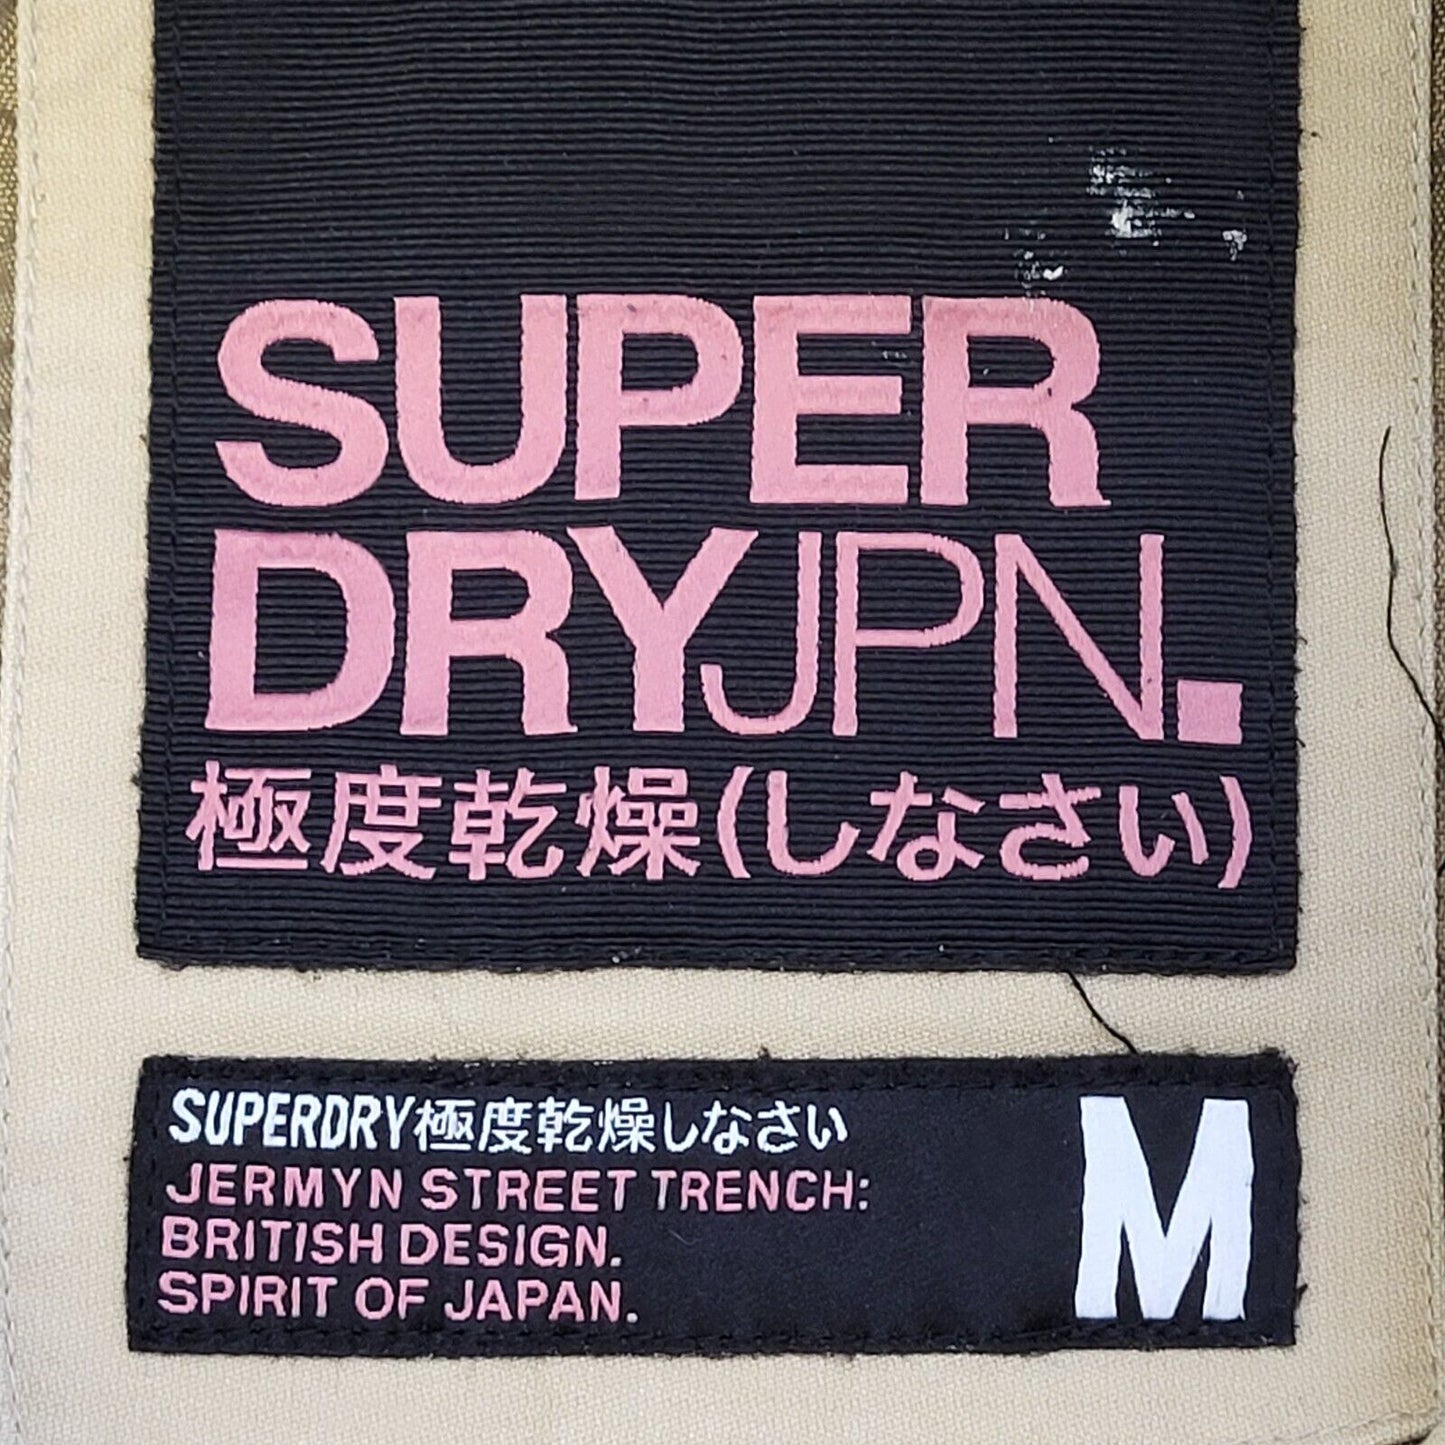 SUPER
DRYJPN.
極度乾燥(しなさい)
SUPERDRY極度乾燥しなさい
JERMYN STREET TRENCH:
BRITISH DESIGN.
SPIRIT OF JAPAN.
M